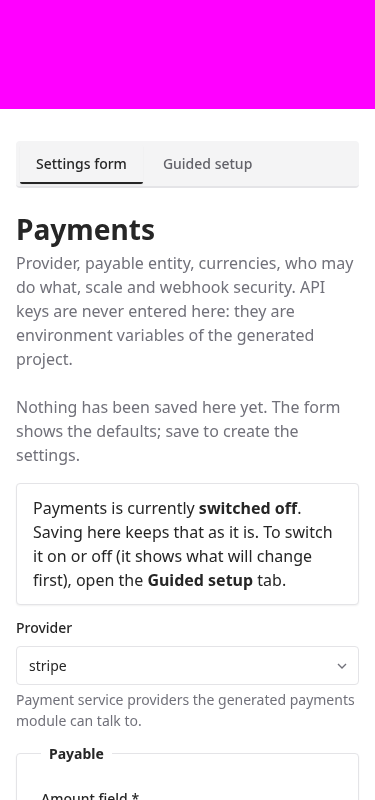 Settings form
Guided setup
Payments
Provider, payable entity, currencies, who may
do what, scale and webhook security. API
keys are never entered here: they are
environment variables of the generated
project.
Nothing has been saved here yet. The form
shows the defaults; save to create the
settings.
Payments is currently switched off.
Saving here keeps that as it is. To switch
it on or off (it shows what will change
first), open the Guided setup tab.
Provider
stripe
Payment service providers the generated payments
module can talk to.
Payable
Amount field *